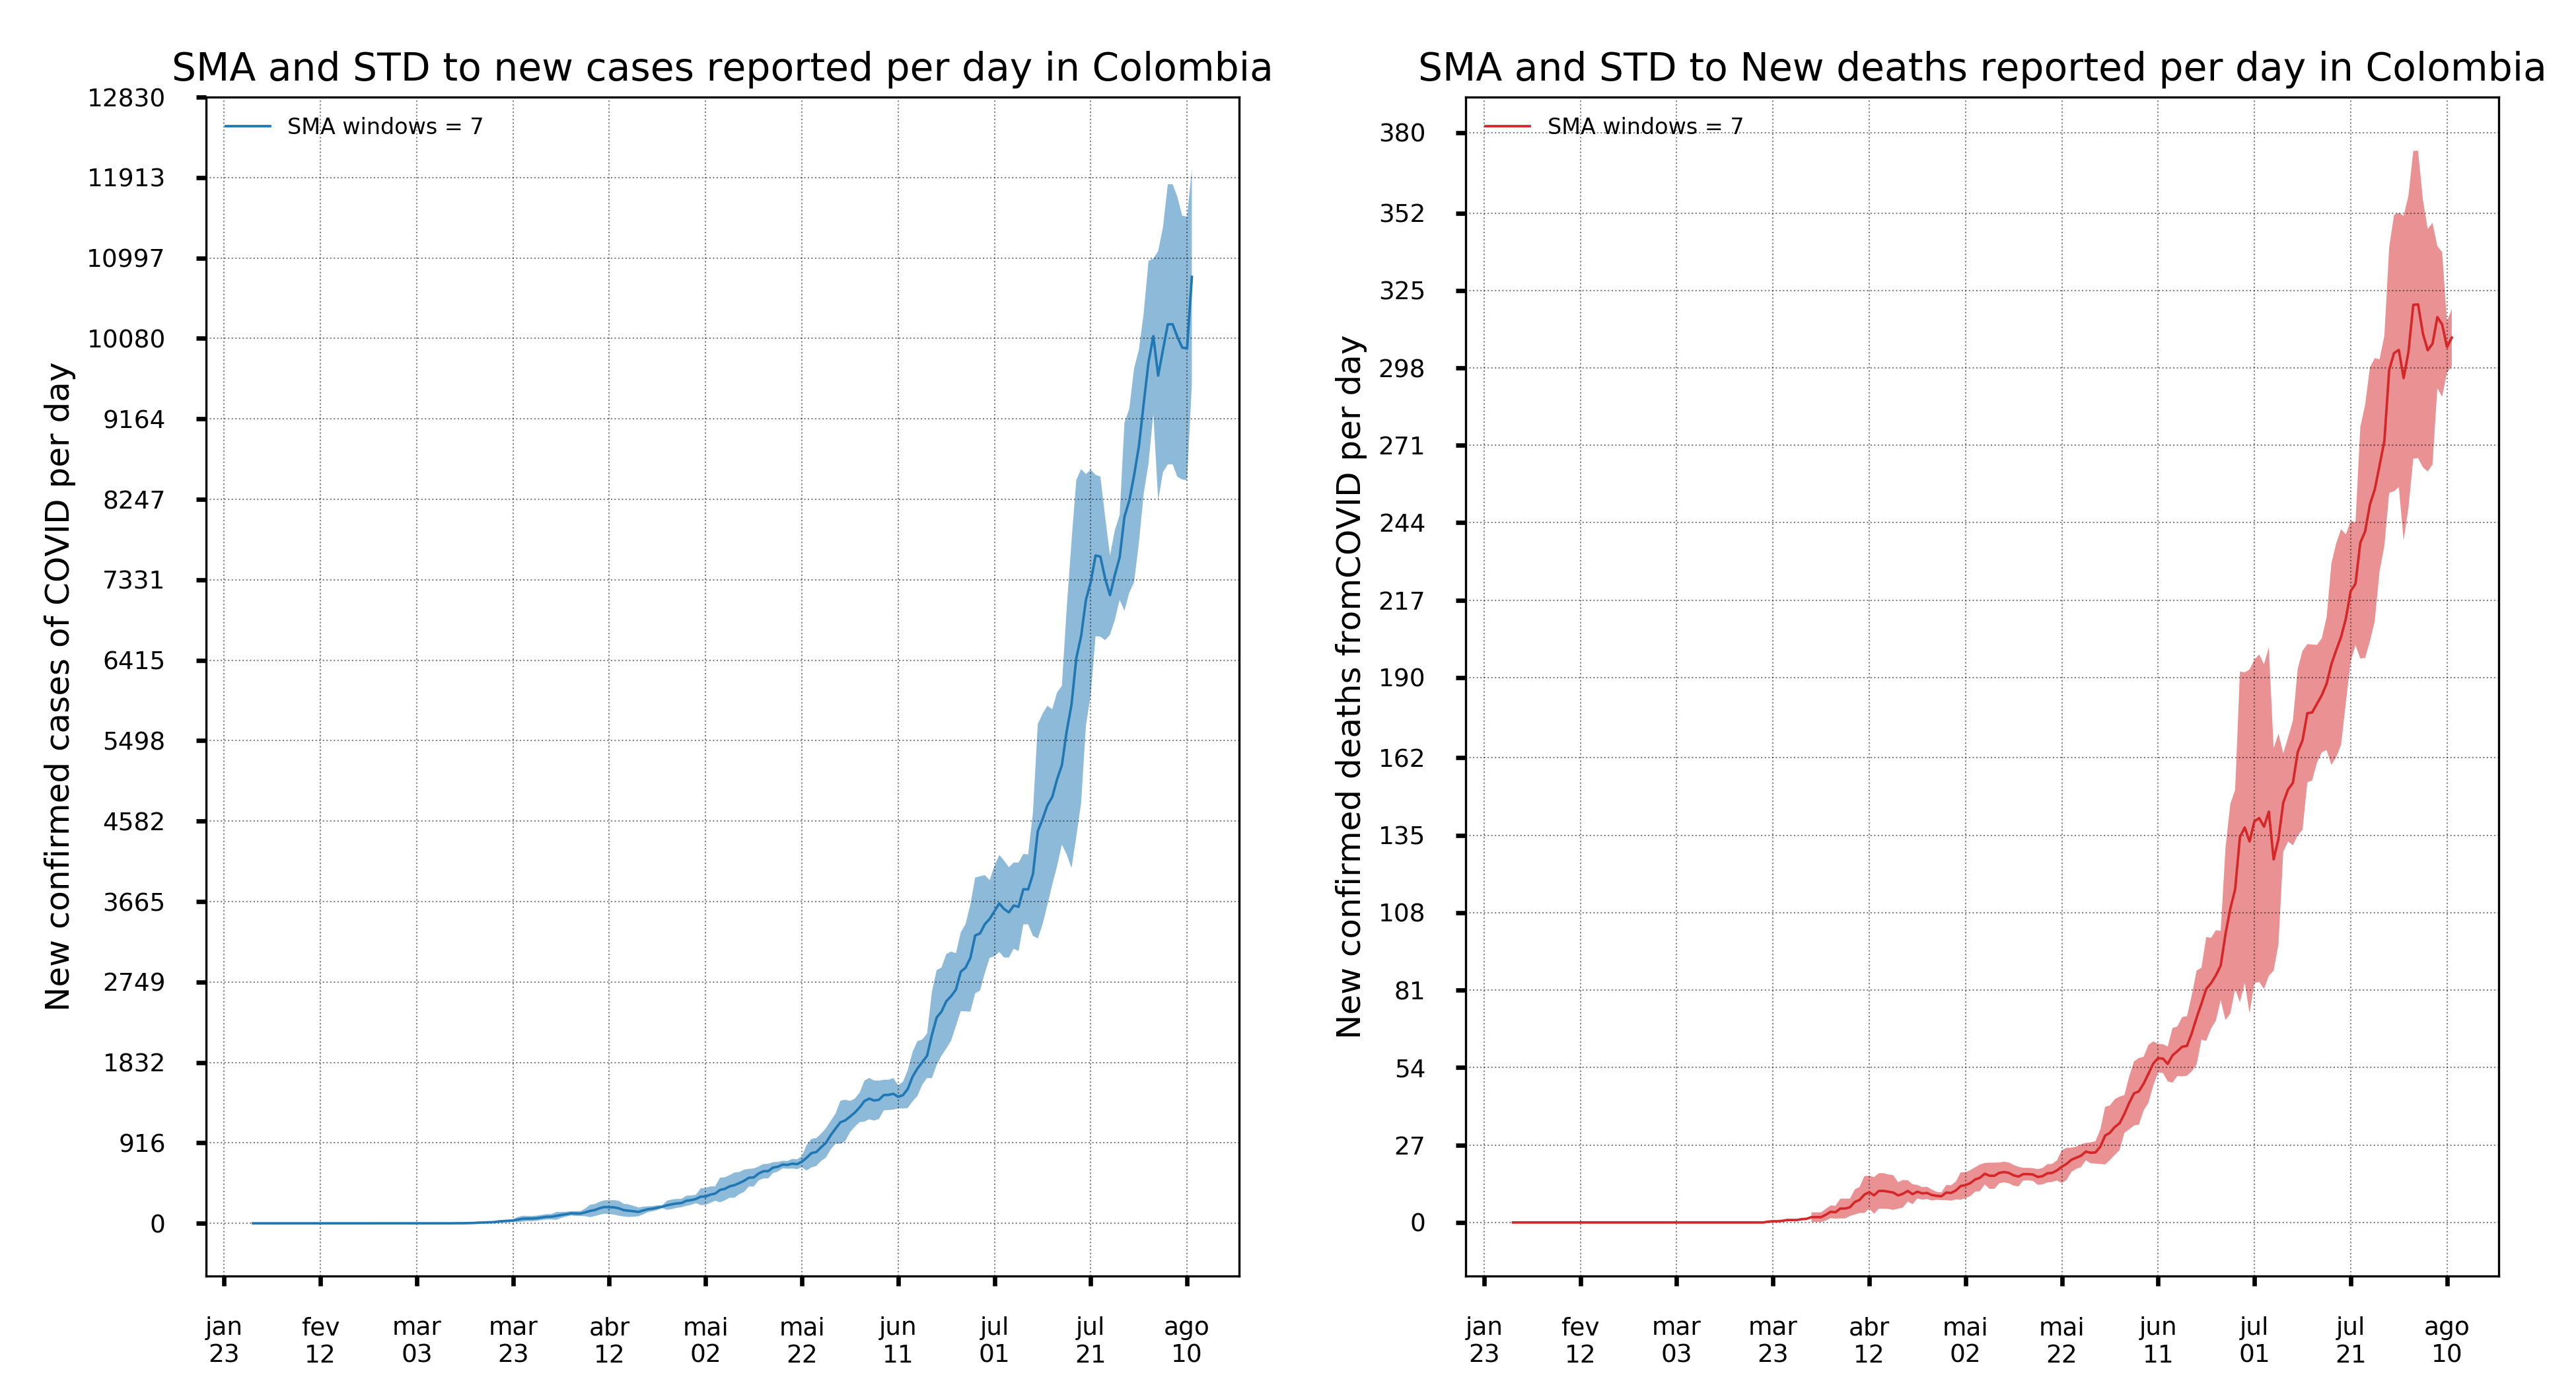 SMA and STD to new cases reported per day in Colombia
SMA windows = 7
New confirmed cases of COVID per day
12830
11913
10997
10080
9164
8247
7331
6415
5498
4582
3665
2749
1832
916
0
jan 23
fev 12
mar 03
mar 23
abr 12
mai 02
mai 22
jun 11
jul 01
jul 21
ago 10
SMA and STD to New deaths reported per day in Colombia
SMA windows = 7
New confirmed deaths fromCOVID per day
380
352
325
298
271
244
217
190
162
135
108
81
54
27
0
jan 23
fev 12
mar 03
mar 23
abr 12
mai 02
mai 22
jun 11
jul 01
jul 21
ago 10